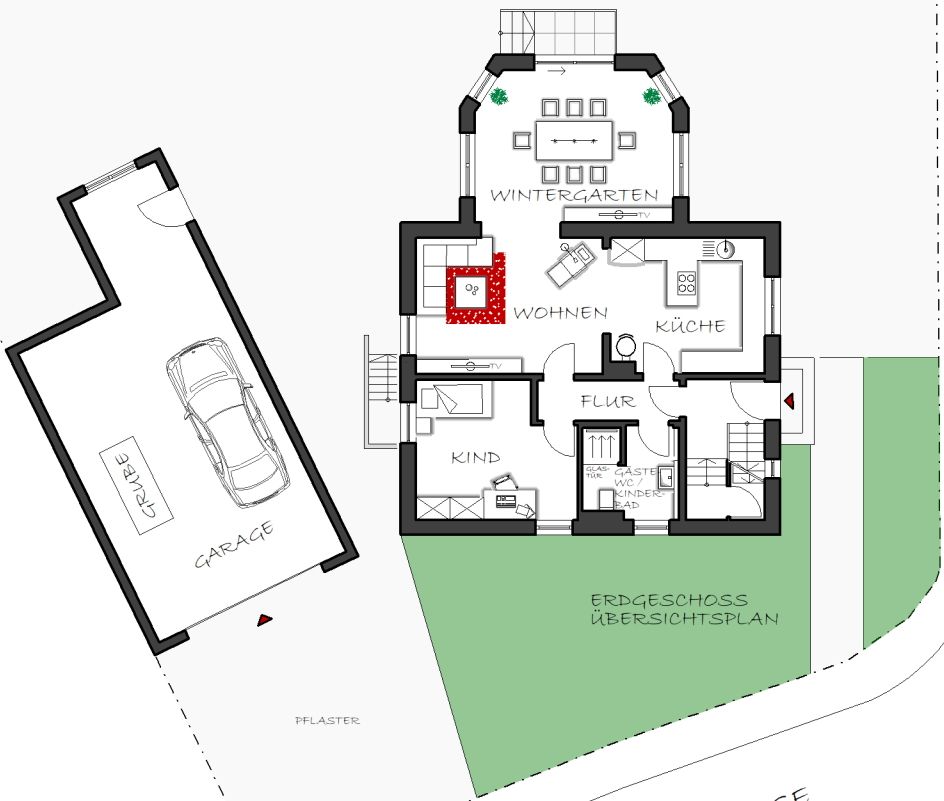 WINTERGARTEN
TV
WOHNEN
KÜCHE
TV
FLUR
KIND
GLAS-
TÜR
GÄSTE
WC /
KINDER-
BAD
GRUBE
GARAGE
ERDGESCHOSS
ÜBERSICHTSPLAN
PFLASTER